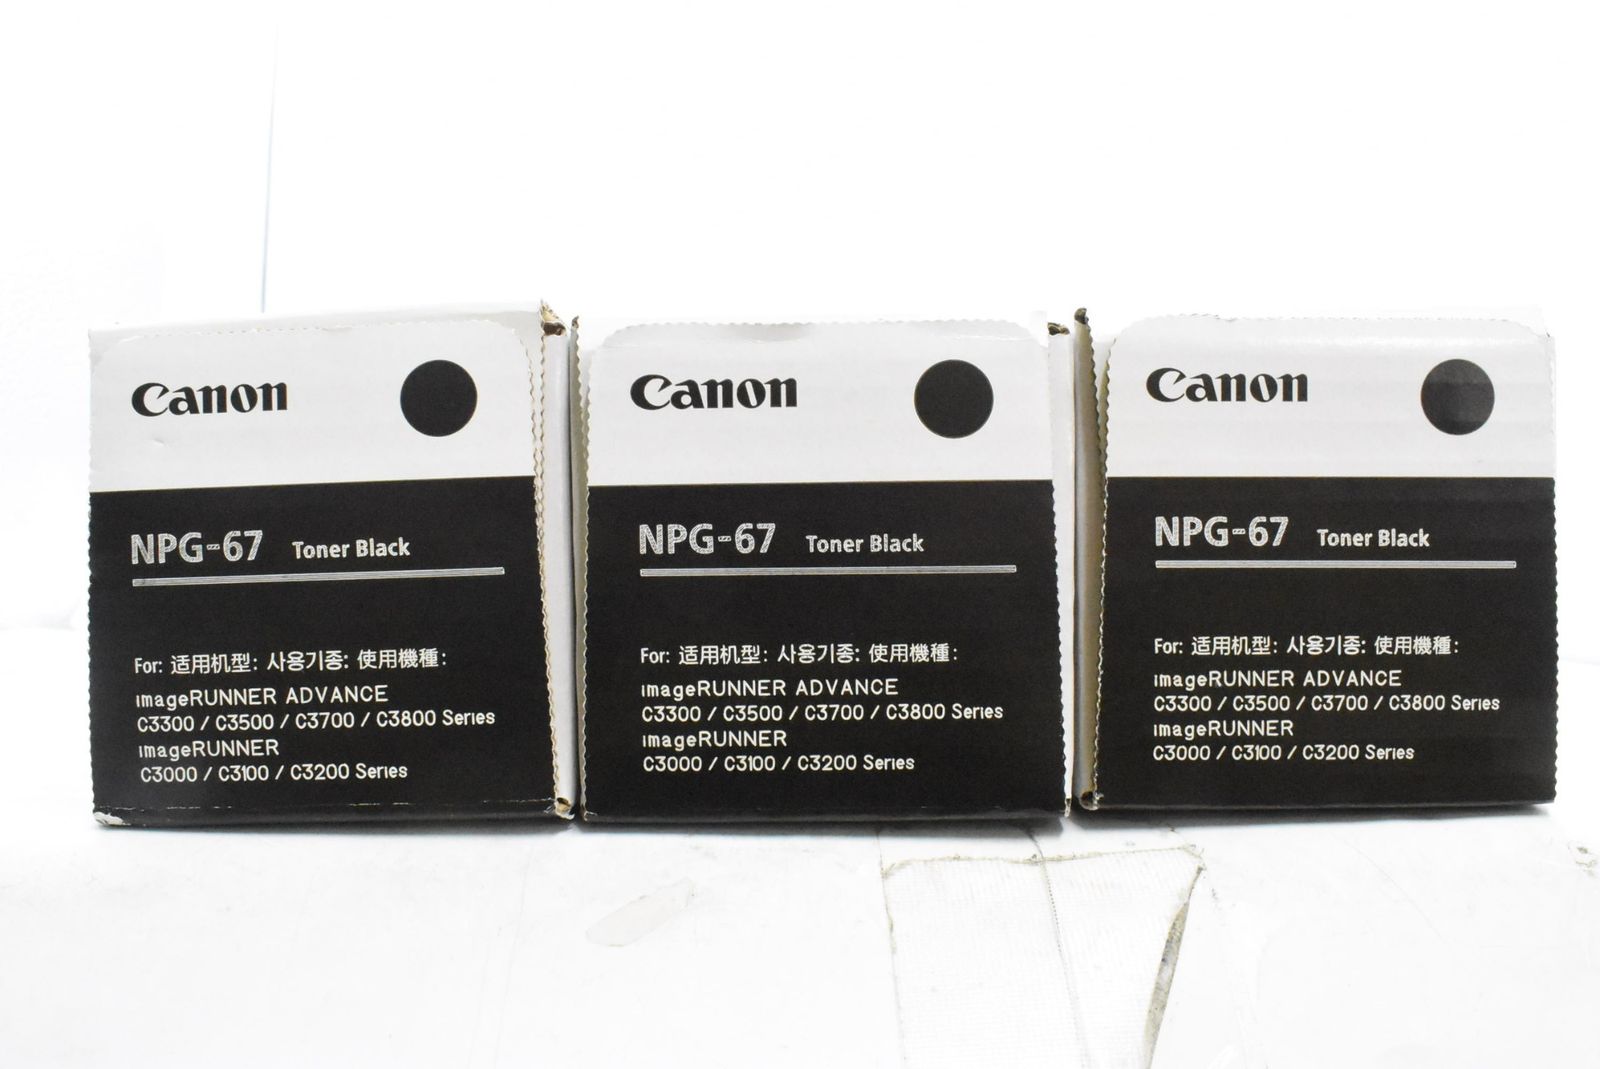 Canon
NPG-67 Toner Black
For: 适用机型: 사용기종: 使用機種:
imageRUNNER ADVANCE
C3300 / C3500 / C3700 / C3800 Series
imageRUNNER
C3000 / C3100 / C3200 Series
Canon
NPG-67 Toner Black
For: 适用机型: 사용기종: 使用機種:
imageRUNNER ADVANCE
C3300 / C3500 / C3700 / C3800 Series
imageRUNNER
C3000 / C3100 / C3200 Series
Canon
NPG-67 Toner Black
For: 适用机型: 사용기종: 使用機種:
imageRUNNER ADVANCE
C3300 / C3500 / C3700 / C3800 Series
imageRUNNER
C3000 / C3100 / C3200 Series